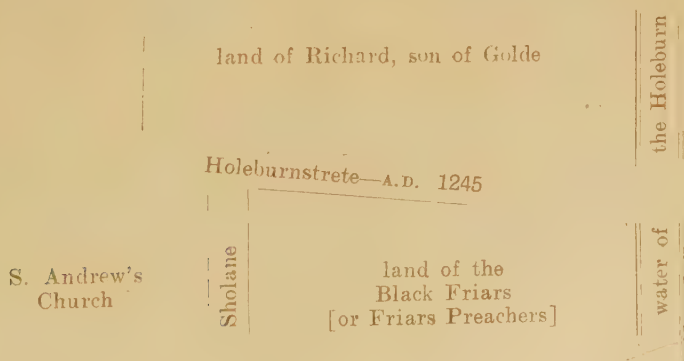 land of Richard, son of Golde
the Holeburn
Holeburnstrete—A.D. 1245
S. Andrew's
Church
Sholane
land of the
Black Friars
[or Friars Preachers]
water of